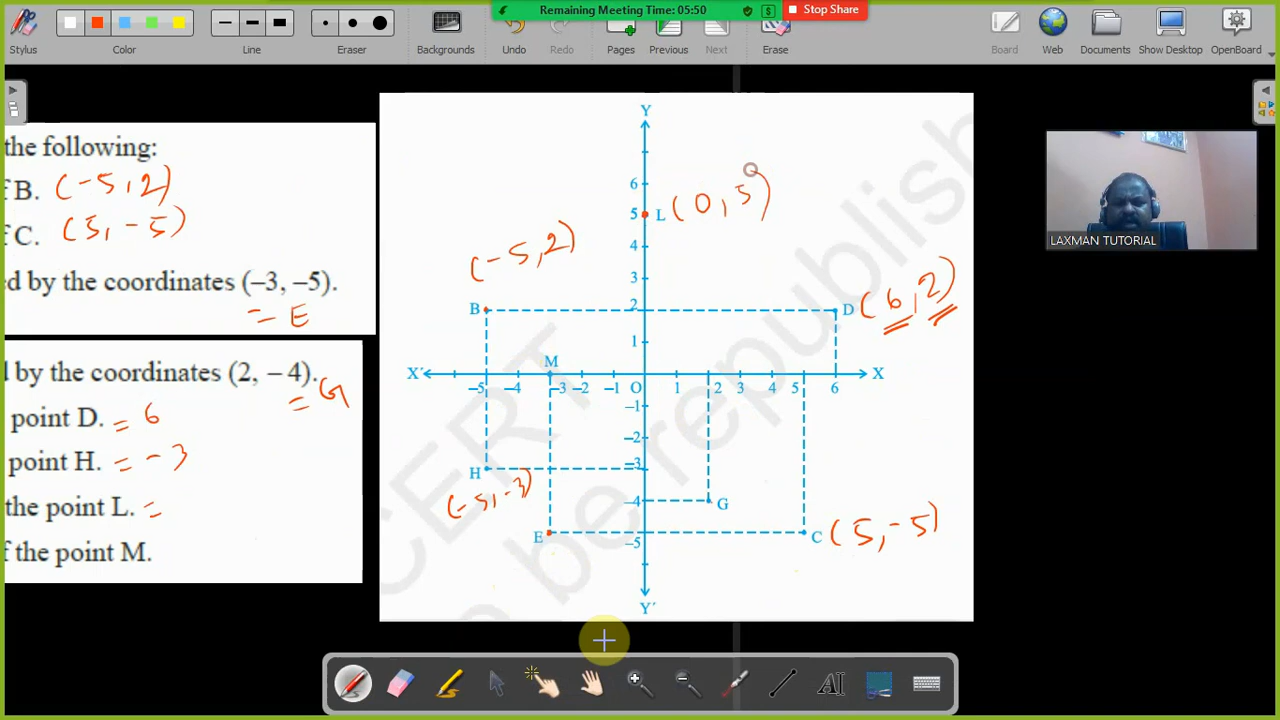 Remaining Meeting Time: 05:50
Stop Share
Stylus
Color
Line
Eraser
Backgrounds
Undo
Redo
Pages
Previous
Next
Erase
Board
Web
Documents
Show Desktop
OpenBoard
the following:
f B. (-5,2)
f C. (5,-5)
ed by the coordinates (–3, –5).
= E
d by the coordinates (2, – 4).
= G
point D. = 6
point H. = -3
the point L. =
f the point M.
Y
6
5 L (0,5)
4
(-5,2)
3
B 2 D (6,2)
1
M
X′ X
–5 –4 –3 –2 –1 O 1 2 3 4 5 6
–1
–2
H –3
(-5,-3)
–4 G
E –5 C (5,-5)
Y′
CERT
be republish
LAXMAN TUTORIAL